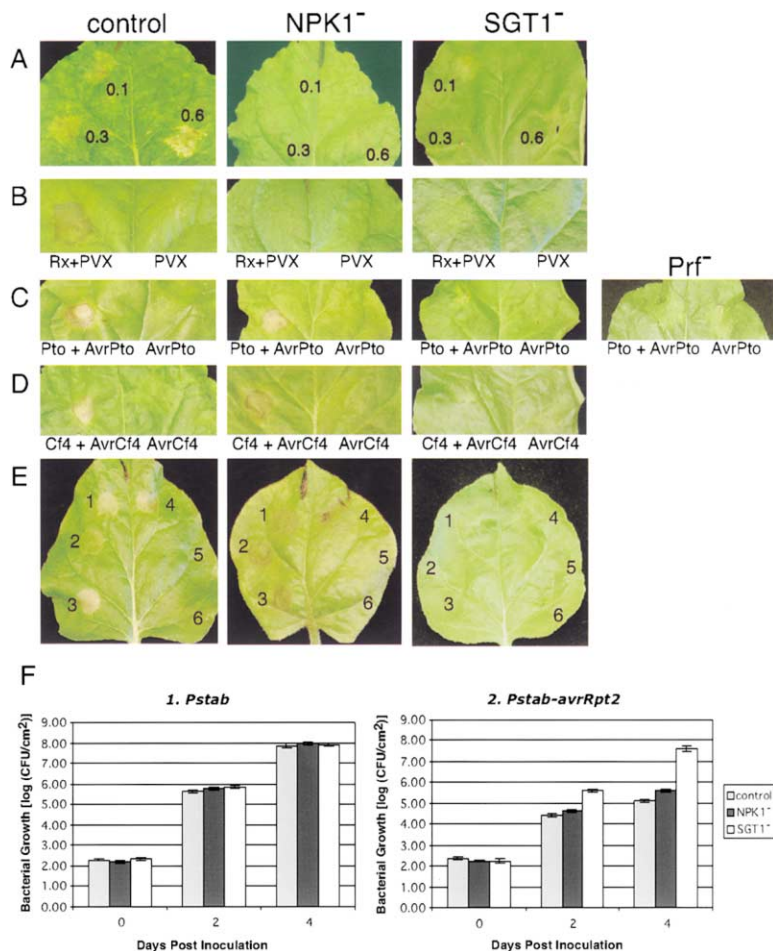 control NPK1⁻ SGT1⁻
A
0.1 0.6 0.3
0.1 0.3 0.6
0.1 0.3 0.6
B
Rx+PVX PVX Rx+PVX PVX Rx+PVX PVX
Prf⁻
C
Pto + AvrPto AvrPto Pto + AvrPto AvrPto Pto + AvrPto AvrPto Pto + AvrPto AvrPto
D
Cf4 + AvrCf4 AvrCf4 Cf4 + AvrCf4 AvrCf4 Cf4 + AvrCf4 AvrCf4
E
1 4 1 4 1 4
2 5 2 5 2 5
3 6 3 6 3 6
F
1. Pstab
Bacterial Growth [log (CFU/cm²)]
9.00
8.00
7.00
6.00
5.00
4.00
3.00
2.00
1.00
0.00
0 2 4
Days Post Inoculation
2. Pstab-avrRpt2
Bacterial Growth [log (CFU/cm²)]
9.00
8.00
7.00
6.00
5.00
4.00
3.00
2.00
1.00
0.00
0 2 4
Days Post Inoculation
control
NPK1⁻
SGT1⁻